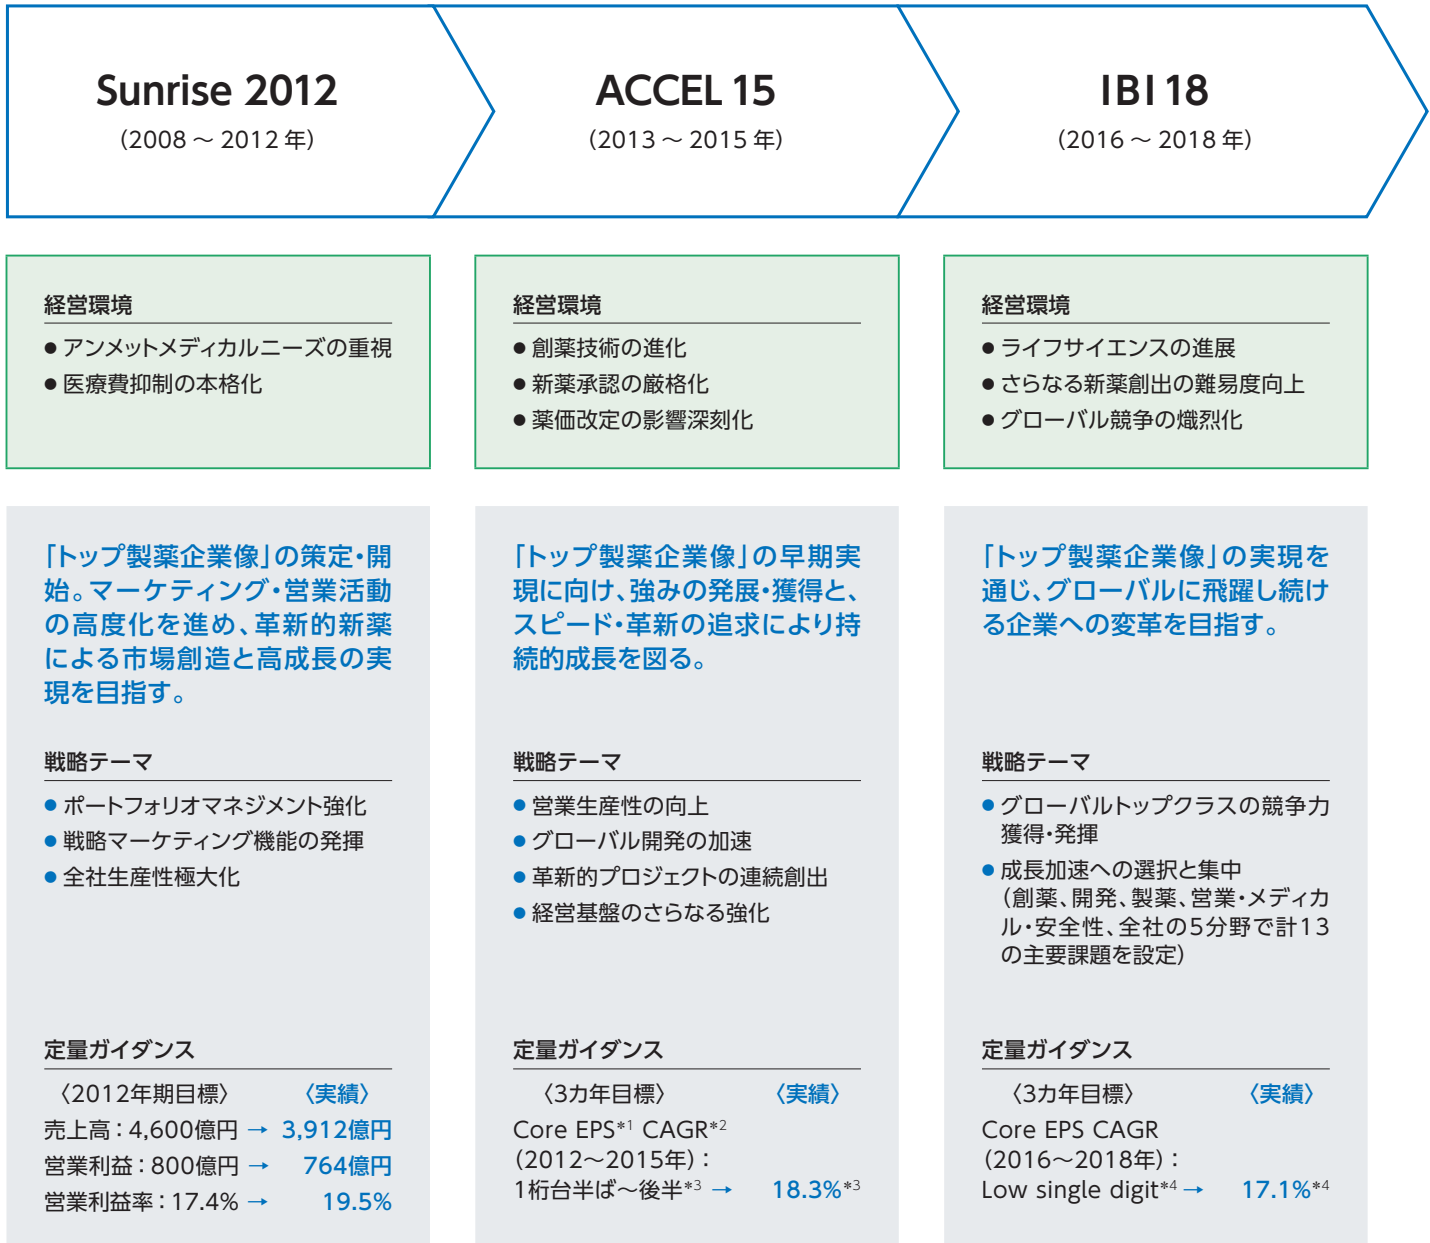 Sunrise 2012
（2008 ～ 2012 年）
ACCEL 15
（2013 ～ 2015 年）
IBI 18
（2016 ～ 2018 年）
経営環境
● アンメットメディカルニーズの重視
● 医療費抑制の本格化
経営環境
● 創薬技術の進化
● 新薬承認の厳格化
● 薬価改定の影響深刻化
経営環境
● ライフサイエンスの進展
● さらなる新薬創出の難易度向上
● グローバル競争の熾烈化
「トップ製薬企業像」の策定・開
始。マーケティング・営業活動
の高度化を進め、革新的新薬
による市場創造と高成長の実
現を目指す。
戦略テーマ
● ポートフォリオマネジメント強化
● 戦略マーケティング機能の発揮
● 全社生産性極大化
定量ガイダンス
〈2012年期目標〉 〈実績〉
売上高：4,600億円 → 3,912億円
営業利益：800億円 → 764億円
営業利益率：17.4% → 19.5%
「トップ製薬企業像」の早期実
現に向け、強みの発展・獲得と、
スピード・革新の追求により持
続的成長を図る。
戦略テーマ
● 営業生産性の向上
● グローバル開発の加速
● 革新的プロジェクトの連続創出
● 経営基盤のさらなる強化
定量ガイダンス
〈3カ年目標〉 〈実績〉
Core EPS*1 CAGR*2
（2012～2015年）：
1桁台半ば～後半*3 → 18.3%*3
「トップ製薬企業像」の実現を
通じ、グローバルに飛躍し続け
る企業への変革を目指す。
戦略テーマ
● グローバルトップクラスの競争力
獲得・発揮
● 成長加速への選択と集中
（創薬、開発、製薬、営業・メディカ
ル・安全性、全社の5分野で計13
の主要課題を設定）
定量ガイダンス
〈3カ年目標〉 〈実績〉
Core EPS CAGR
（2016～2018年）：
Low single digit*4 → 17.1%*4